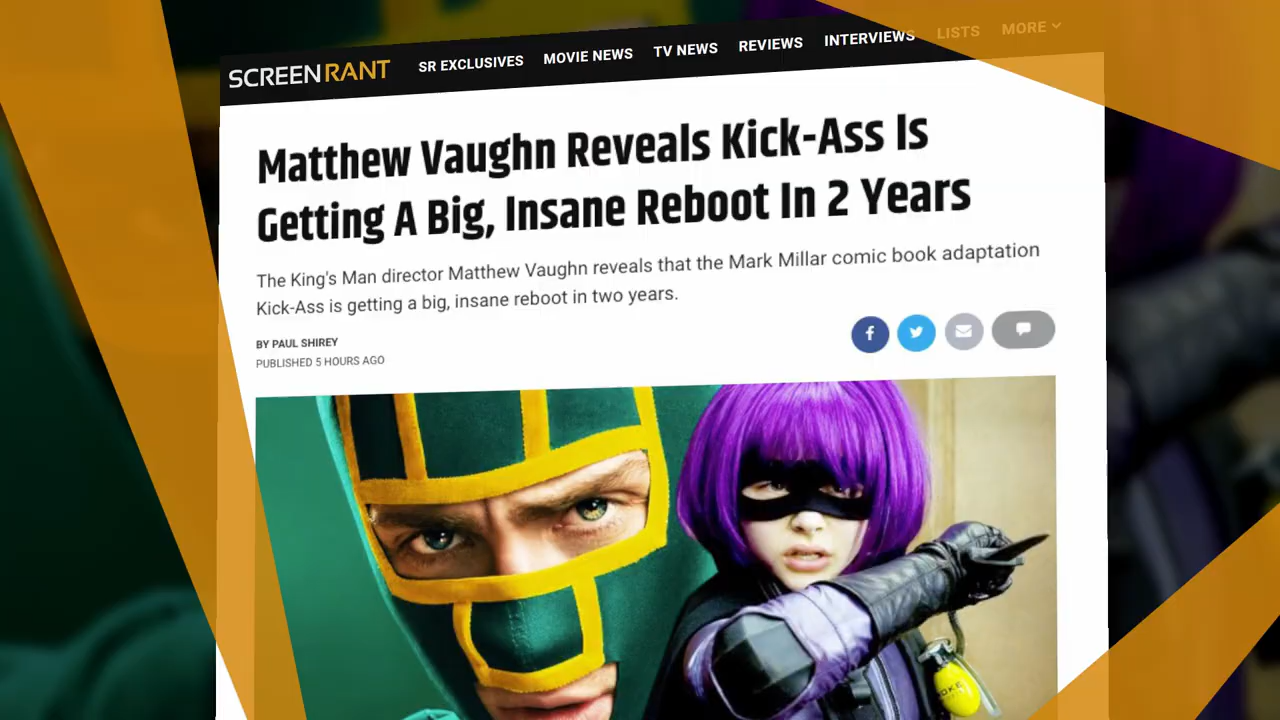 SCREENRANT SR EXCLUSIVES MOVIE NEWS TV NEWS REVIEWS INTERVIEWS LISTS MORE
Matthew Vaughn Reveals Kick-Ass Is
Getting A Big, Insane Reboot In 2 Years
The King's Man director Matthew Vaughn reveals that the Mark Millar comic book adaptation
Kick-Ass is getting a big, insane reboot in two years.
BY PAUL SHIREY
PUBLISHED 5 HOURS AGO